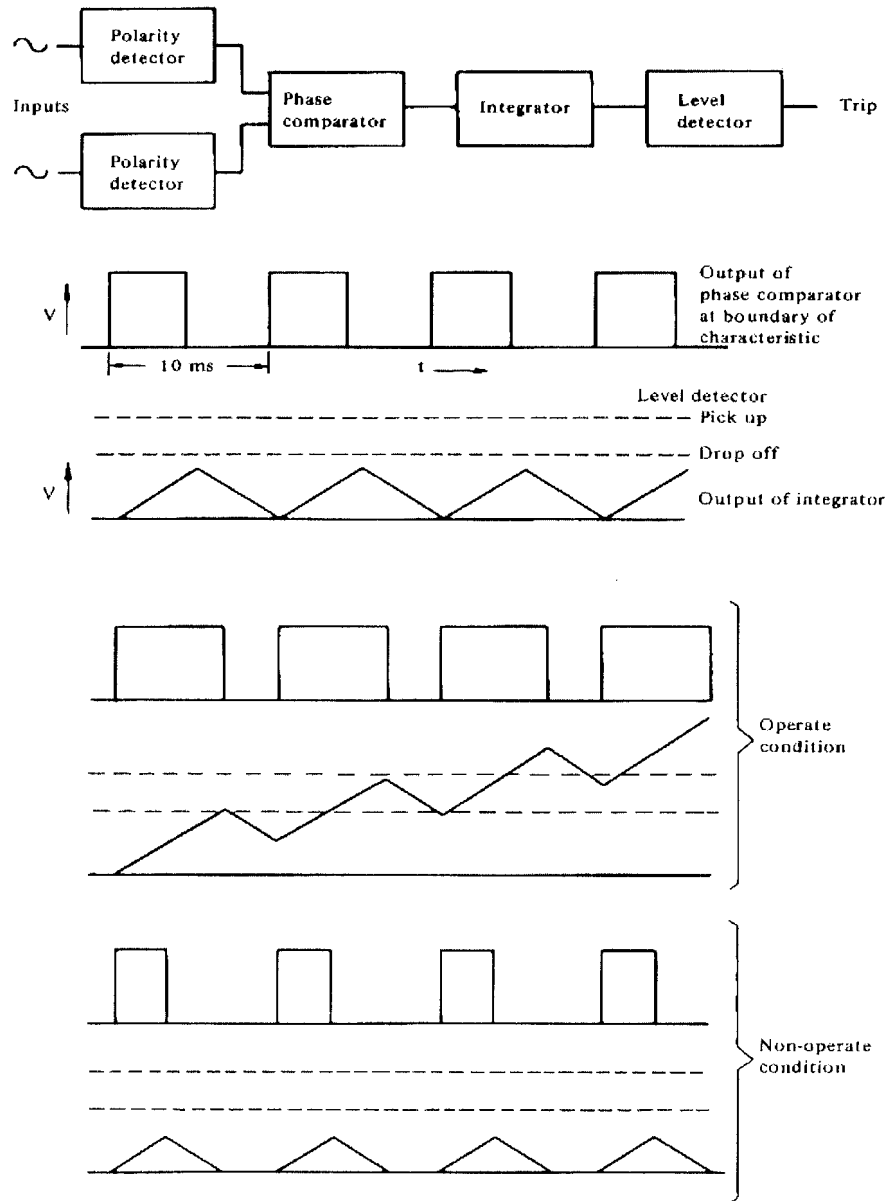 Polarity
detector
Inputs
Polarity
detector
Phase
comparator
Integrator
Level
detector
Trip
V
Output of
phase comparator
at boundary of
characteristic
10 ms
t
Level detector
Pick up
Drop off
V
Output of integrator
Operate
condition
Non-operate
condition